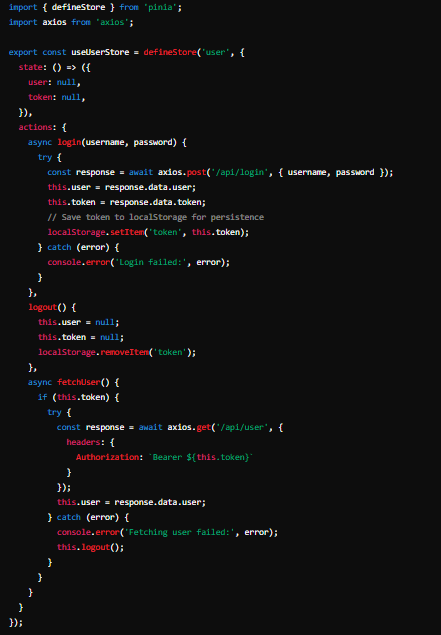 import { defineStore } from 'pinia';
import axios from 'axios';

export const useUserStore = defineStore('user', {
  state: () => ({
    user: null,
    token: null,
  }),
  actions: {
    async login(username, password) {
      try {
        const response = await axios.post('/api/login', { username, password });
        this.user = response.data.user;
        this.token = response.data.token;
        // Save token to localStorage for persistence
        localStorage.setItem('token', this.token);
      } catch (error) {
        console.error('Login failed:', error);
      }
    },
    logout() {
      this.user = null;
      this.token = null;
      localStorage.removeItem('token');
    },
    async fetchUser() {
      if (this.token) {
        try {
          const response = await axios.get('/api/user', {
            headers: {
              Authorization: `Bearer ${this.token}`
            }
          });
          this.user = response.data.user;
        } catch (error) {
          console.error('Fetching user failed:', error);
          this.logout();
        }
      }
    }
  }
});